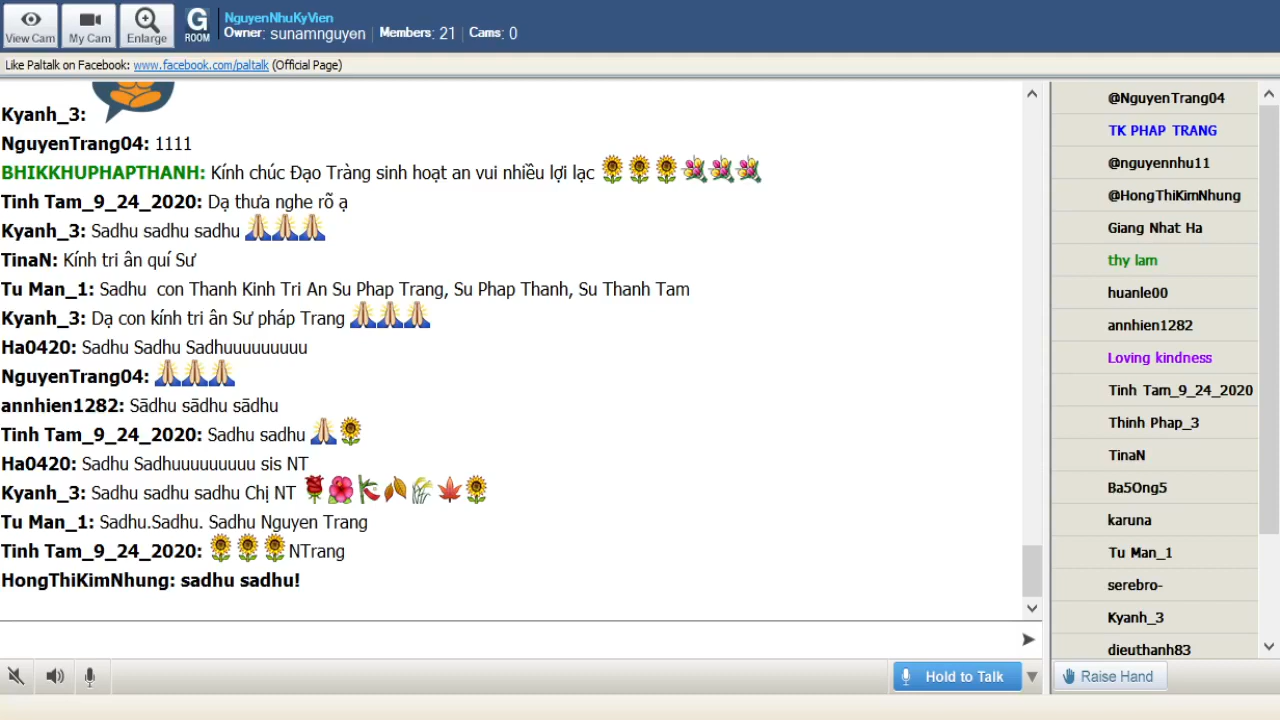 View Cam
My Cam
Enlarge
G
ROOM
NguyenNhuKyVien
Owner: sunamnguyen | Members: 21 | Cams: 0
Like Paltalk on Facebook: www.facebook.com/paltalk (Official Page)
Kyanh_3:
NguyenTrang04: 1111
BHIKKHUPHAPTHANH: Kính chúc Đạo Tràng sinh hoạt an vui nhiều lợi lạc
Tinh Tam_9_24_2020: Dạ thưa nghe rõ ạ
Kyanh_3: Sadhu sadhu sadhu
TinaN: Kính tri ân quí Sư
Tu Man_1: Sadhu  con Thanh Kinh Tri An Su Phap Trang, Su Phap Thanh, Su Thanh Tam
Kyanh_3: Dạ con kính tri ân Sư pháp Trang
Ha0420: Sadhu Sadhu Sadhuuuuuuuuu
NguyenTrang04:
annhien1282: Sādhu sādhu sādhu
Tinh Tam_9_24_2020: Sadhu sadhu
Ha0420: Sadhu Sadhuuuuuuuuu sis NT
Kyanh_3: Sadhu sadhu sadhu Chị NT
Tu Man_1: Sadhu.Sadhu. Sadhu Nguyen Trang
Tinh Tam_9_24_2020: NTrang
HongThiKimNhung: sadhu sadhu!
@NguyenTrang04
TK PHAP TRANG
@nguyennhu11
@HongThiKimNhung
Giang Nhat Ha
thy lam
huanle00
annhien1282
Loving kindness
Tinh Tam_9_24_2020
Thinh Phap_3
TinaN
Ba5Ong5
karuna
Tu Man_1
serebro-
Kyanh_3
dieuthanh83
Hold to Talk
Raise Hand